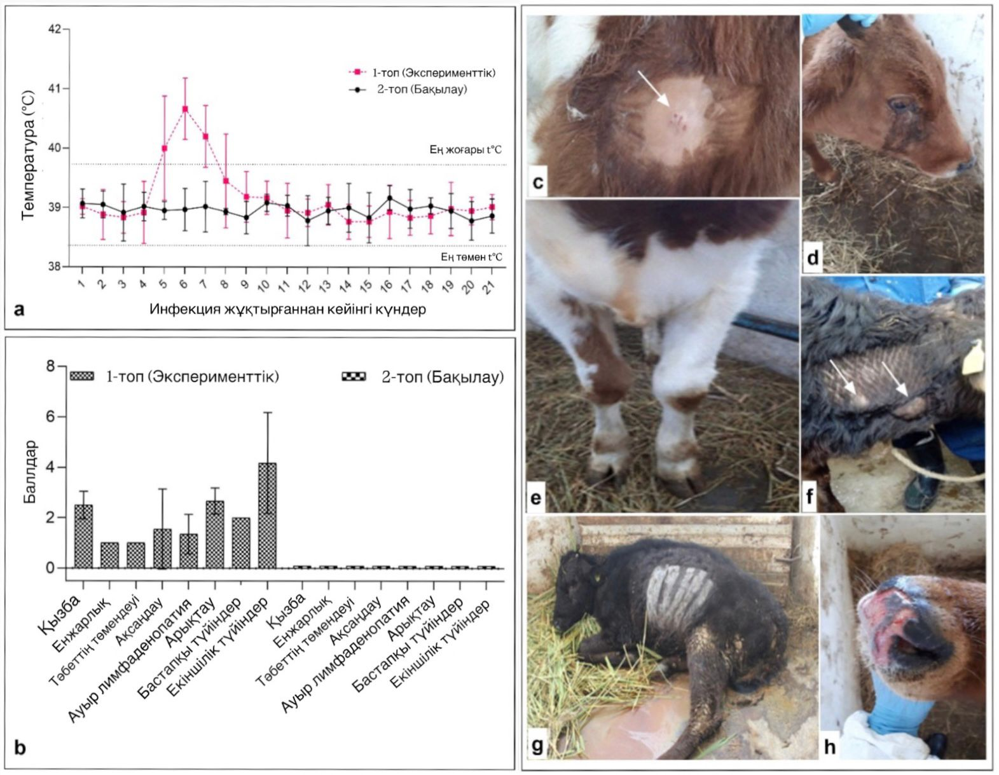 42
41
40
39
38
Температура (°C)
1-топ (Эксперименттік)
2-топ (Бақылау)
Ең жоғары t°C
Ең төмен t°C
1 2 3 4 5 6 7 8 9 10 11 12 13 14 15 16 17 18 19 20 21
Инфекция жұқтырғаннан кейінгі күндер
a
8
6
4
2
0
Баллдар
1-топ (Эксперименттік)
2-топ (Бақылау)
Қызба
Енжарлық
Тәбеттің төмендеуі
Ақсаңдау
Ауыр лимфаденопатия
Арықтау
Бастапқы түйіндер
Екіншілік түйіндер
Қызба
Енжарлық
Тәбеттің төмендеуі
Ақсаңдау
Ауыр лимфаденопатия
Арықтау
Бастапқы түйіндер
Екіншілік түйіндер
b
c
d
e
f
g
h